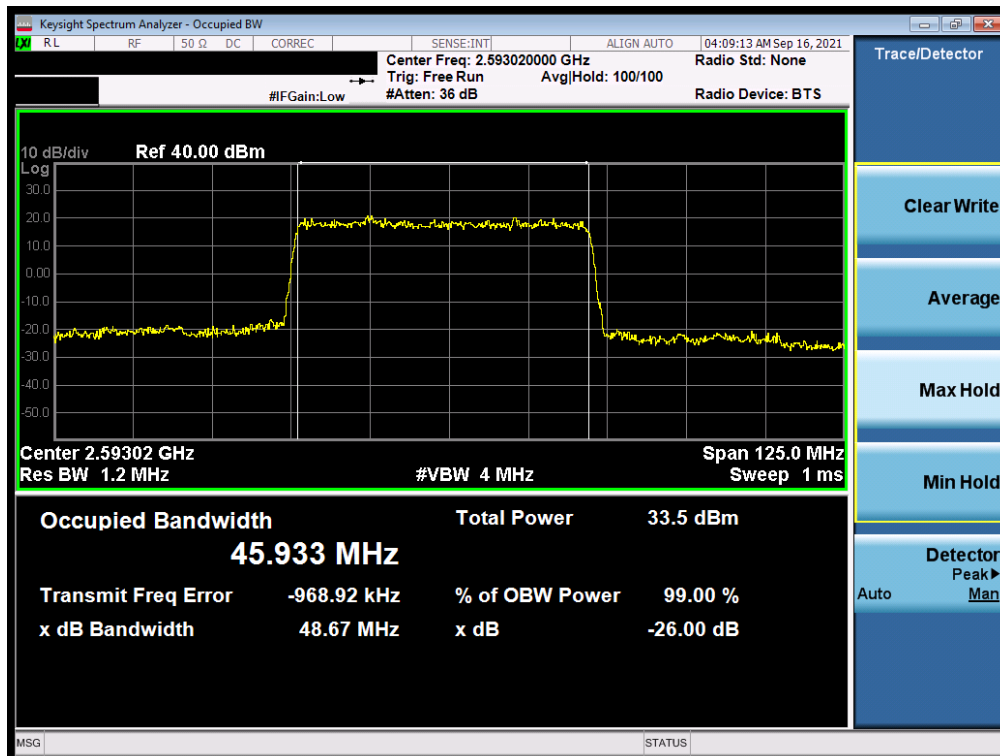 Keysight Spectrum Analyzer - Occupied BW
LXI RL RF 50 Ω DC CORREC SENSE:INT ALIGN AUTO 04:09:13 AM Sep 16, 2021
Center Freq: 2.593020000 GHz Radio Std: None
Trig: Free Run Avg|Hold: 100/100
#IFGain:Low #Atten: 36 dB Radio Device: BTS
Trace/Detector
10 dB/div Ref 40.00 dBm
Log
30.0
20.0
10.0
0.00
-10.0
-20.0
-30.0
-40.0
-50.0
Center 2.59302 GHz Span 125.0 MHz
Res BW 1.2 MHz #VBW 4 MHz Sweep 1 ms
Occupied Bandwidth Total Power 33.5 dBm
45.933 MHz
Transmit Freq Error -968.92 kHz % of OBW Power 99.00 %
x dB Bandwidth 48.67 MHz x dB -26.00 dB
Clear Write
Average
Max Hold
Min Hold
Detector
Peak▶
Auto Man
MSG STATUS